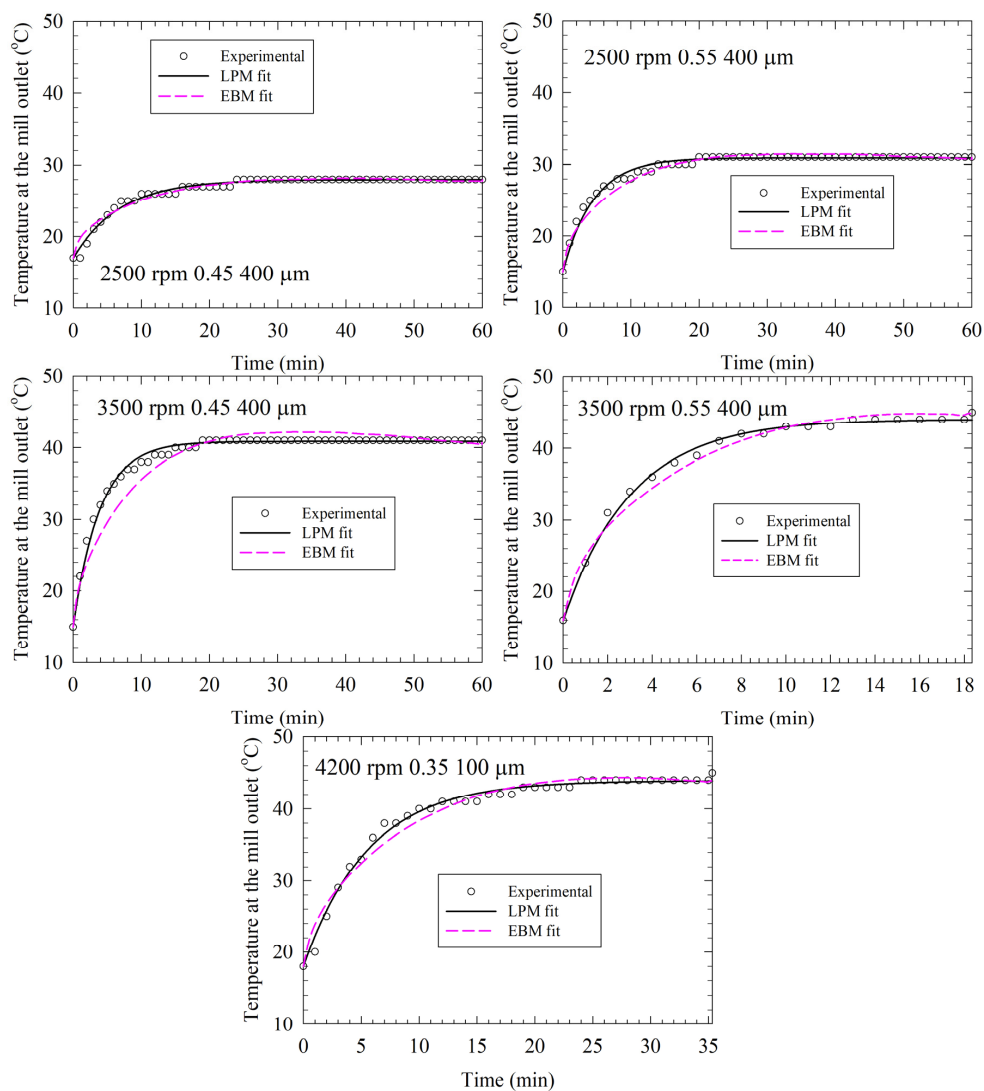 Temperature at the mill outlet (°C)
50
40
30
20
10
Experimental
LPM fit
EBM fit
2500 rpm 0.45 400 μm
0 10 20 30 40 50 60
Time (min)
Temperature at the mill outlet (°C)
50
40
30
20
10
2500 rpm 0.55 400 μm
Experimental
LPM fit
EBM fit
0 10 20 30 40 50 60
Time (min)
Temperature at the mill outlet (°C)
50
40
30
20
10
3500 rpm 0.45 400 μm
Experimental
LPM fit
EBM fit
0 10 20 30 40 50 60
Time (min)
Temperature at the mill outlet (°C)
50
40
30
20
10
3500 rpm 0.55 400 μm
Experimental
LPM fit
EBM fit
0 2 4 6 8 10 12 14 16 18
Time (min)
Temperature at the mill outlet (°C)
50
40
30
20
10
4200 rpm 0.35 100 μm
Experimental
LPM fit
EBM fit
0 5 10 15 20 25 30 35
Time (min)